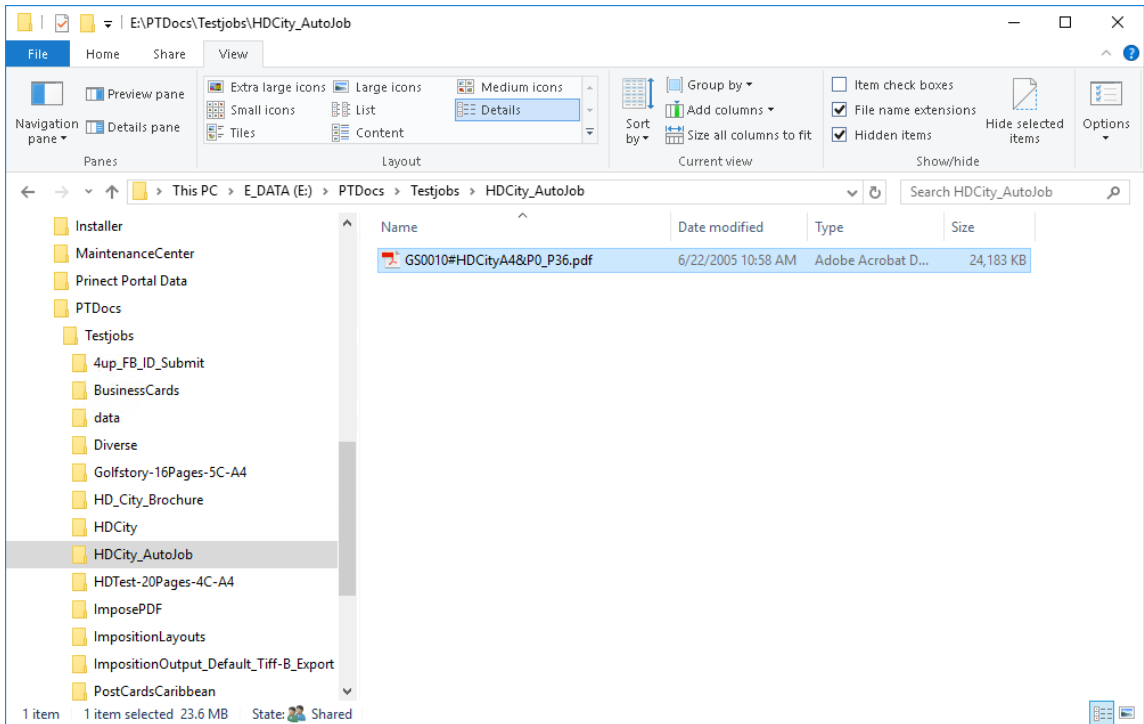 E:\PTDocs\Testjobs\HDCity_AutoJob
File Home Share View
Navigation pane
Preview pane
Details pane
Panes
Extra large icons Large icons Medium icons
Small icons List Details
Tiles Content
Layout
Sort by
Group by
Add columns
Size all columns to fit
Current view
Item check boxes
File name extensions
Hidden items
Hide selected items
Show/hide
Options
This PC > E_DATA (E:) > PTDocs > Testjobs > HDCity_AutoJob
Search HDCity_AutoJob
Installer
MaintenanceCenter
Prinect Portal Data
PTDocs
Testjobs
4up_FB_ID_Submit
BusinessCards
data
Diverse
Golfstory-16Pages-5C-A4
HD_City_Brochure
HDCity
HDCity_AutoJob
HDTest-20Pages-4C-A4
ImposePDF
ImpositionLayouts
ImpositionOutput_Default_Tiff-B_Export
PostCardsCaribbean
Name Date modified Type Size
GS0010#HDCityA4&P0_P36.pdf 6/22/2005 10:58 AM Adobe Acrobat D... 24,183 KB
1 item 1 item selected 23.6 MB State: Shared